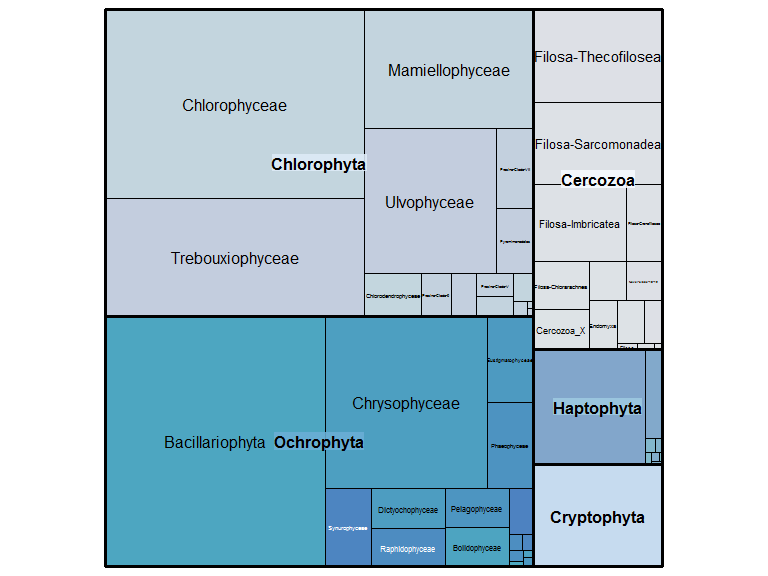 Chlorophyceae
Mamiellophyceae
Filosa-Thecofilosea
Filosa-Sarcomonadea
Chlorophyta
Cercozoa
Ulvophyceae
Filosa-Imbricatea
Trebouxiophyceae
Chlorodendrophyceae
Filosa-Chlorarachnea
Endomyxa
Cercozoa_X
Eustigmatophyceae
Chrysophyceae
Haptophyta
Bacillariophyta
Ochrophyta
Phaeophyceae
Synurophyceae
Dictyochophyceae
Pelagophyceae
Cryptophyta
Raphidophyceae
Bolidophyceae